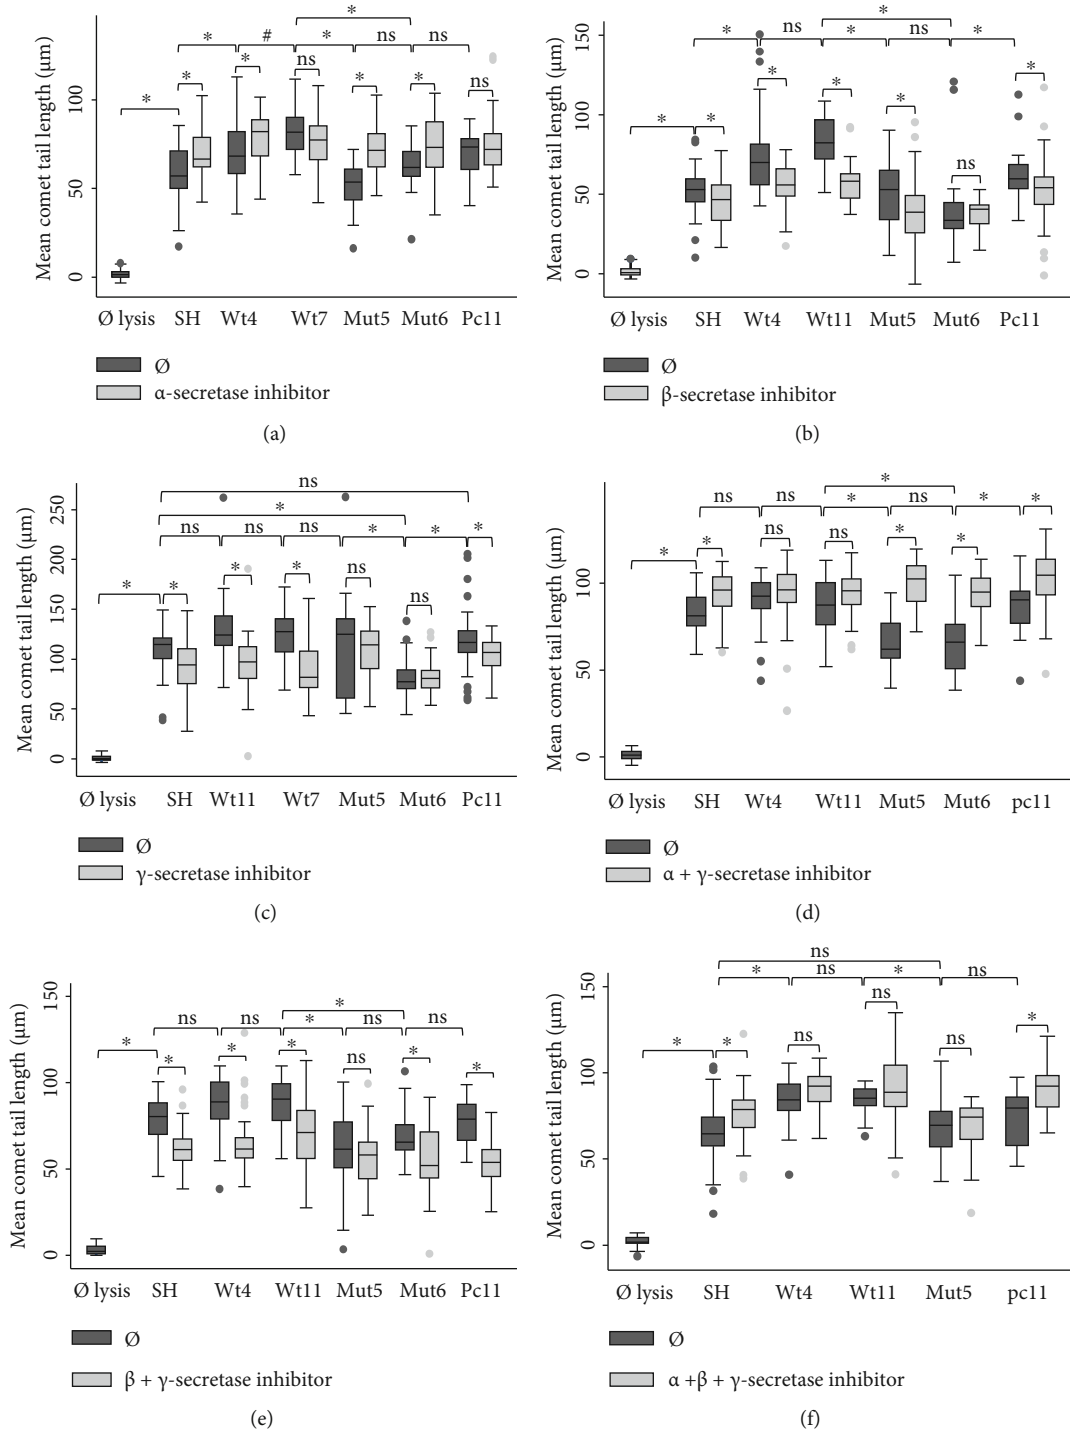 * * # * * ns ns
* * * ns * * ns
Mean comet tail length (μm)
100
50
0
Ø lysis SH Wt4 Wt7 Mut5 Mut6 Pc11
Ø
α-secretase inhibitor
(a)
* * ns * * ns *
* * * * * ns *
Mean comet tail length (μm)
150
100
50
0
Ø lysis SH Wt4 Wt11 Mut5 Mut6 Pc11
Ø
β-secretase inhibitor
(b)
ns
*
ns ns ns * * *
* * * * ns ns
Mean comet tail length (μm)
250
200
150
100
50
0
Ø lysis SH Wt11 Wt7 Mut5 Mut6 Pc11
Ø
γ-secretase inhibitor
(c)
*
ns ns * ns * *
* * ns ns * *
Mean comet tail length (μm)
100
50
0
Ø lysis SH Wt4 Wt11 Mut5 Mut6 pc11
Ø
α + γ-secretase inhibitor
(d)
*
ns ns * ns ns
* * * * ns * *
Mean comet tail length (μm)
150
100
50
0
Ø lysis SH Wt4 Wt11 Mut5 Mut6 Pc11
Ø
β + γ-secretase inhibitor
(e)
ns
* ns * ns
* * ns ns ns *
Mean comet tail length (μm)
150
100
50
0
Ø lysis SH Wt4 Wt11 Mut5 pc11
Ø
α +β + γ-secretase inhibitor
(f)